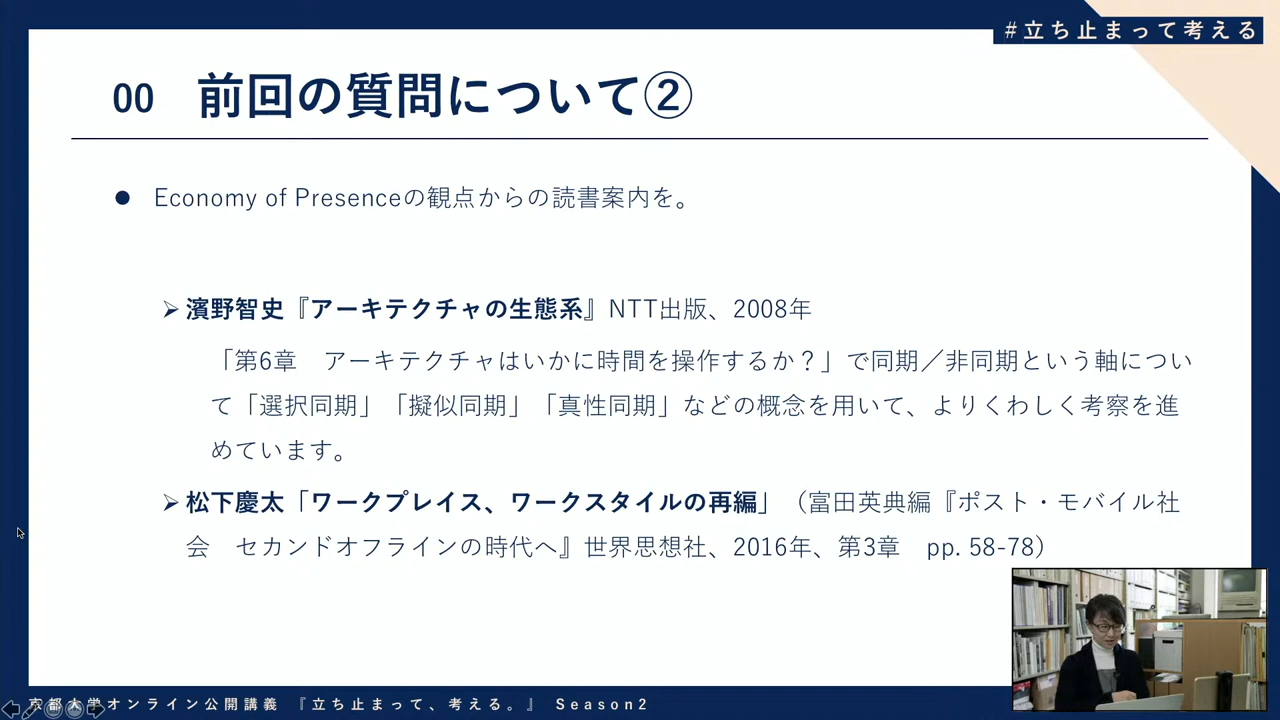 #立ち止まって考える
00 前回の質問について②
● Economy of Presenceの観点からの読書案内を。
➢ 濱野智史『アーキテクチャの生態系』NTT出版、2008年
「第6章　アーキテクチャはいかに時間を操作するか？」で同期／非同期という軸につい
て「選択同期」「擬似同期」「真性同期」などの概念を用いて、よりくわしく考察を進
めています。
➢ 松下慶太「ワークプレイス、ワークスタイルの再編」（富田英典編『ポスト・モバイル社
会　セカンドオフラインの時代へ』世界思想社、2016年、第3章　pp. 58-78）
京都大学オンライン公開講義 『立ち止まって、考える。』 Season2